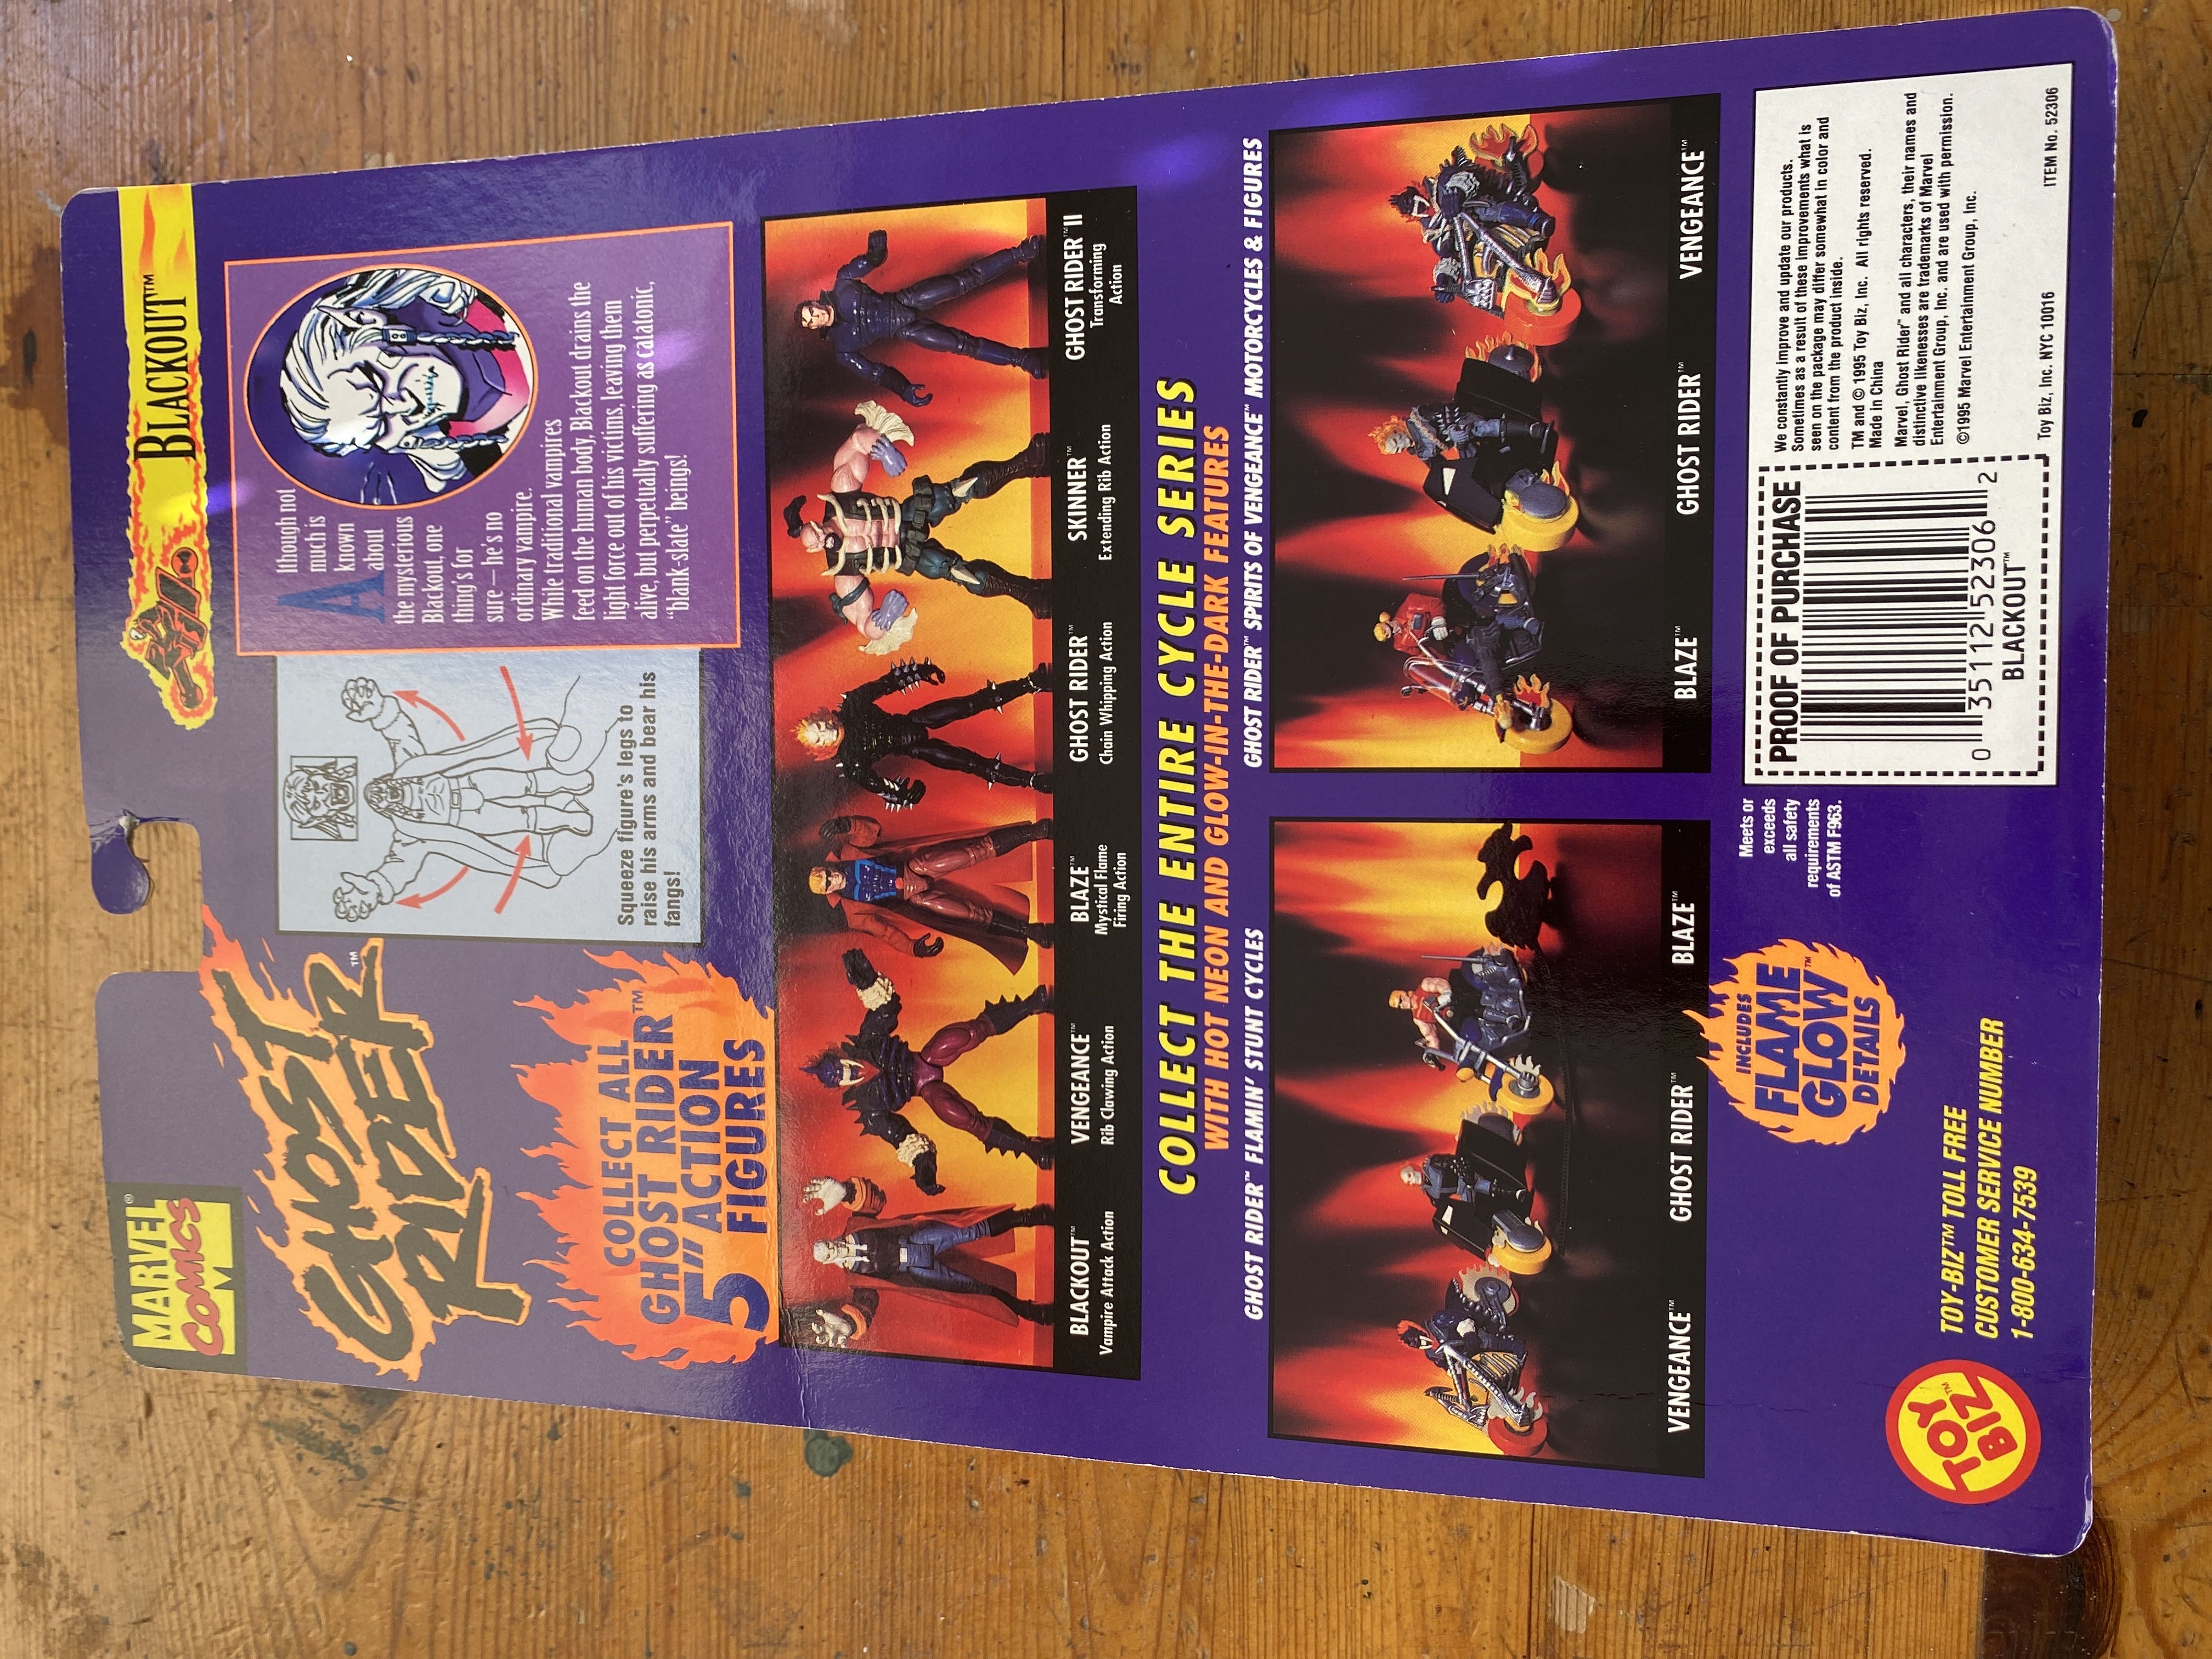 MARVEL®
COMICS
GHOST
RIDER™
BLACKOUT™
COLLECT ALL
GHOST RIDER™
5" ACTION
FIGURES
Squeeze figure's legs to
raise his arms and bear his
fangs!
Although not
much is
known
about
the mysterious
Blackout, one
thing's for
sure – he's no
ordinary vampire.
While traditional vampires
feed on the human body, Blackout drains the
light force out of his victims, leaving them
alive, but perpetually suffering as catatonic,
"blank-slate" beings!
BLACKOUT™
Vampire Attack Action
VENGEANCE™
Rib Clawing Action
BLAZE™
Mystical Flame
Firing Action
GHOST RIDER™
Chain Whipping Action
SKINNER™
Extending Rib Action
GHOST RIDER™ II
Transforming
Action
COLLECT THE ENTIRE CYCLE SERIES
WITH HOT NEON AND GLOW-IN-THE-DARK FEATURES
GHOST RIDER™ FLAMIN' STUNT CYCLES
GHOST RIDER™ SPIRITS OF VENGEANCE™ MOTORCYCLES & FIGURES
VENGEANCE™
GHOST RIDER™
BLAZE™
BLAZE™
GHOST RIDER™
VENGEANCE™
INCLUDES
FLAME
GLOW™
DETAILS
Meets or
exceeds
all safety
requirements
of ASTM F963.
PROOF OF PURCHASE
0 35112 52306 2
BLACKOUT™
We constantly improve and update our products.
Sometimes as a result of these improvements what is
seen on the package may differ somewhat in color and
content from the product inside.
TM and © 1995 Toy Biz, Inc. All rights reserved.
Made in China
Marvel, Ghost Rider™ and all characters, their names and
distinctive likenesses are trademarks of Marvel
Entertainment Group, Inc. and are used with permission.
©1995 Marvel Entertainment Group, Inc.
Toy Biz, Inc. NYC 10016
ITEM No. 52306
TOY BIZ™
TOY-BIZ™ TOLL FREE
CUSTOMER SERVICE NUMBER
1-800-634-7539